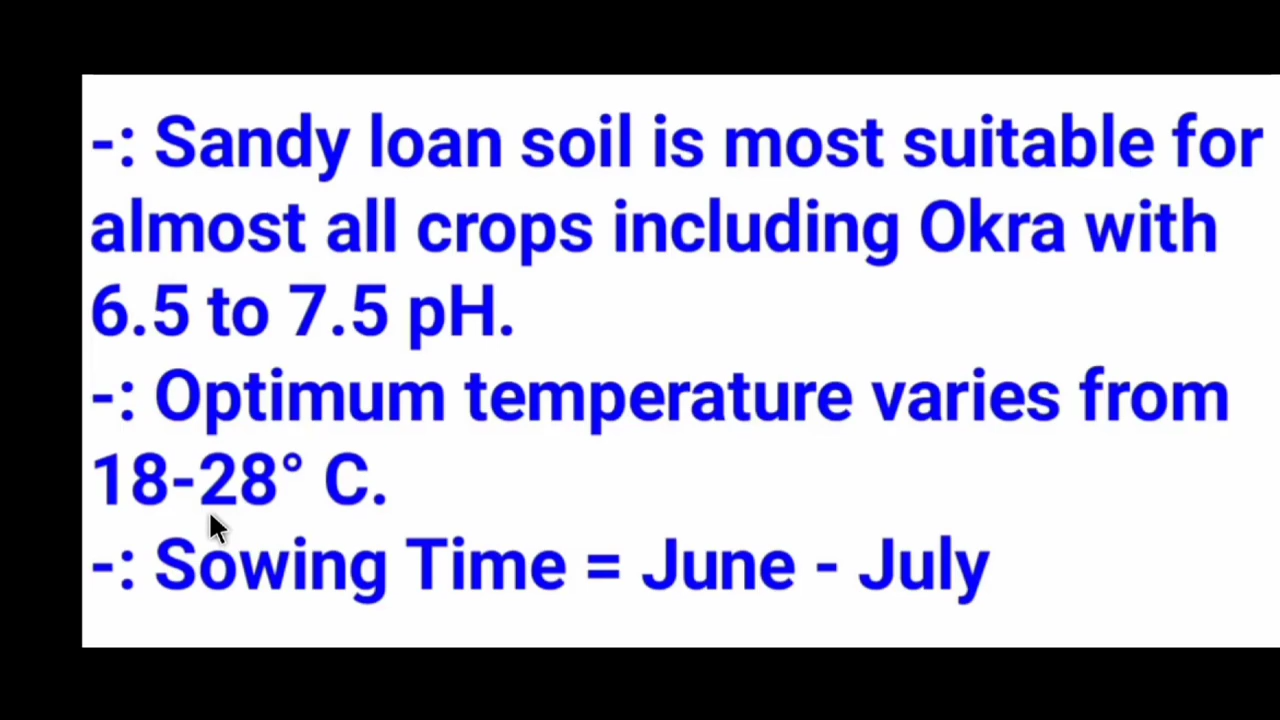 -: Sandy loan soil is most suitable for
almost all crops including Okra with
6.5 to 7.5 pH.
-: Optimum temperature varies from
18-28° C.
-: Sowing Time = June - July